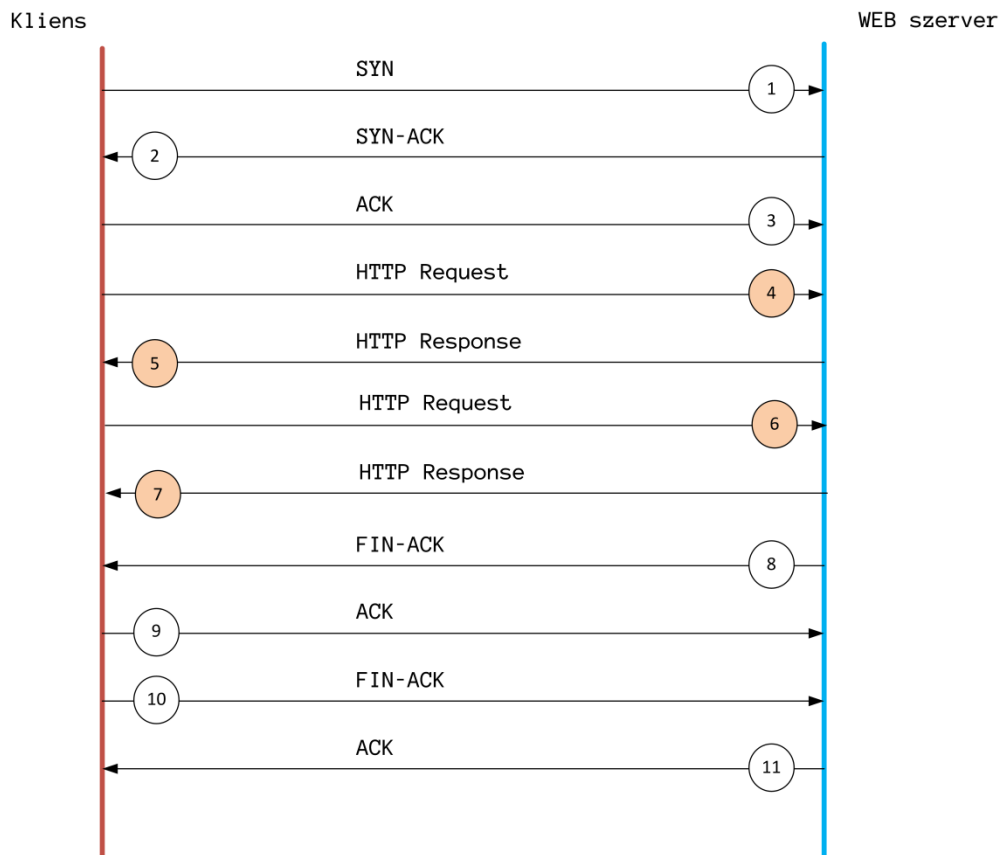 Kliens
WEB szerver
SYN
1
SYN-ACK
2
ACK
3
HTTP Request
4
HTTP Response
5
HTTP Request
6
HTTP Response
7
FIN-ACK
8
ACK
9
FIN-ACK
10
ACK
11